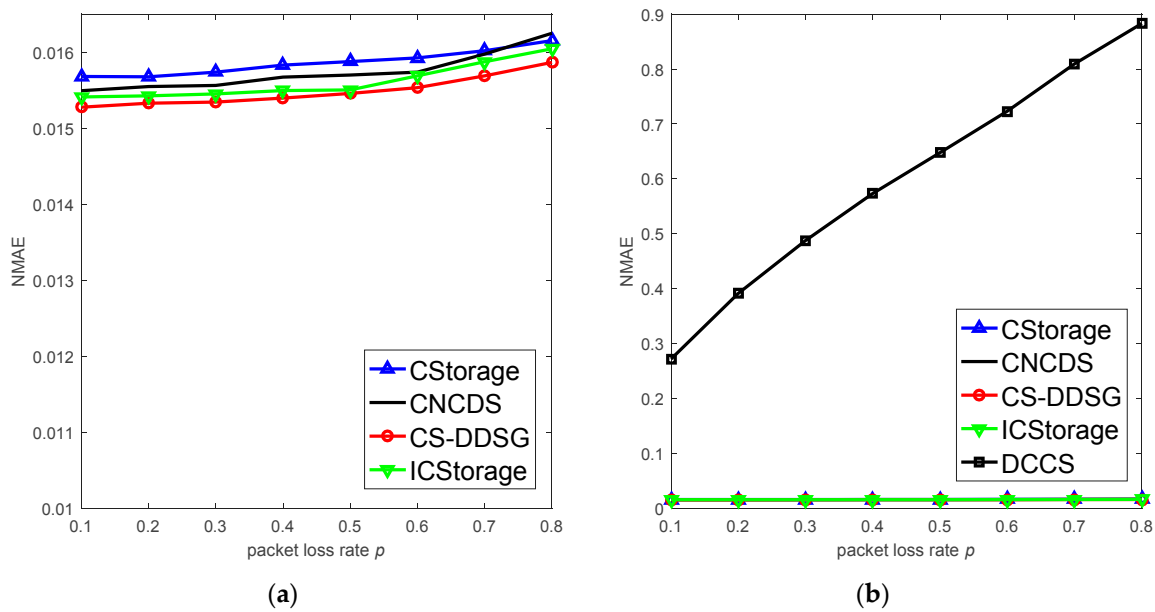 0.016
0.015
0.014
0.013
0.012
0.011
0.01
NMAE
CStorage
CNCDS
CS-DDSG
ICStorage
0.1 0.2 0.3 0.4 0.5 0.6 0.7 0.8
packet loss rate p
(a)
0.9
0.8
0.7
0.6
0.5
0.4
0.3
0.2
0.1
0
NMAE
CStorage
CNCDS
CS-DDSG
ICStorage
DCCS
0.1 0.2 0.3 0.4 0.5 0.6 0.7 0.8
packet loss rate p
(b)